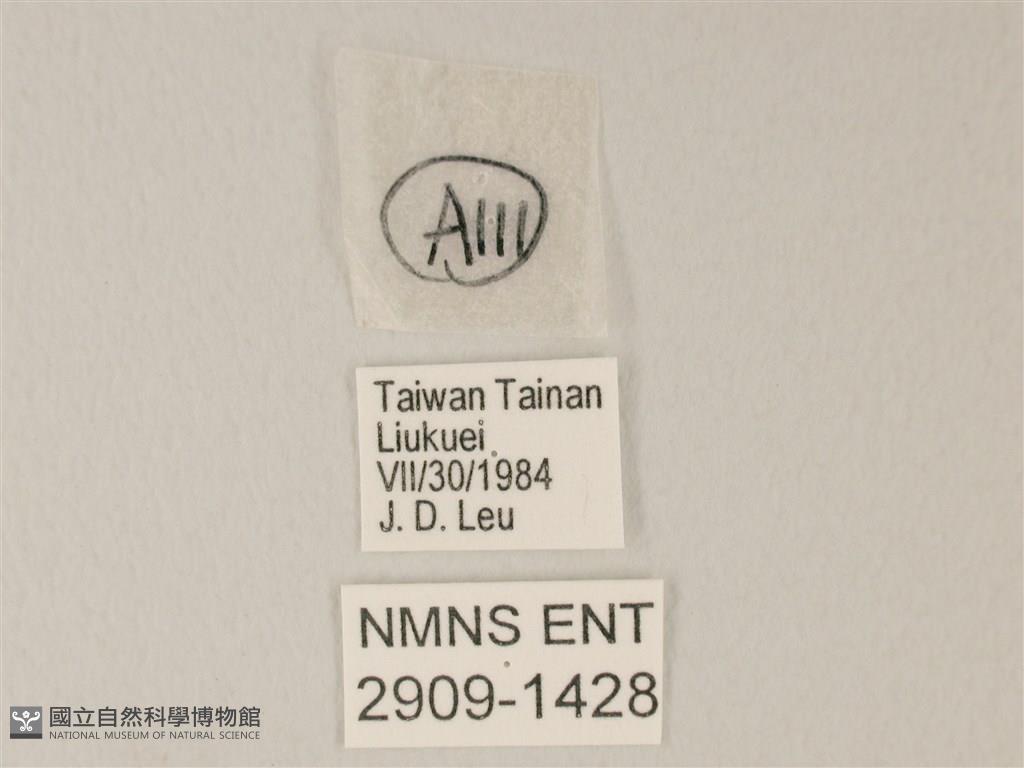 AIII
Taiwan Tainan
Liukuei
VII/30/1984
J. D. Leu
NMNS ENT
2909-1428
國立自然科學博物館
NATIONAL MUSEUM OF NATURAL SCIENCE